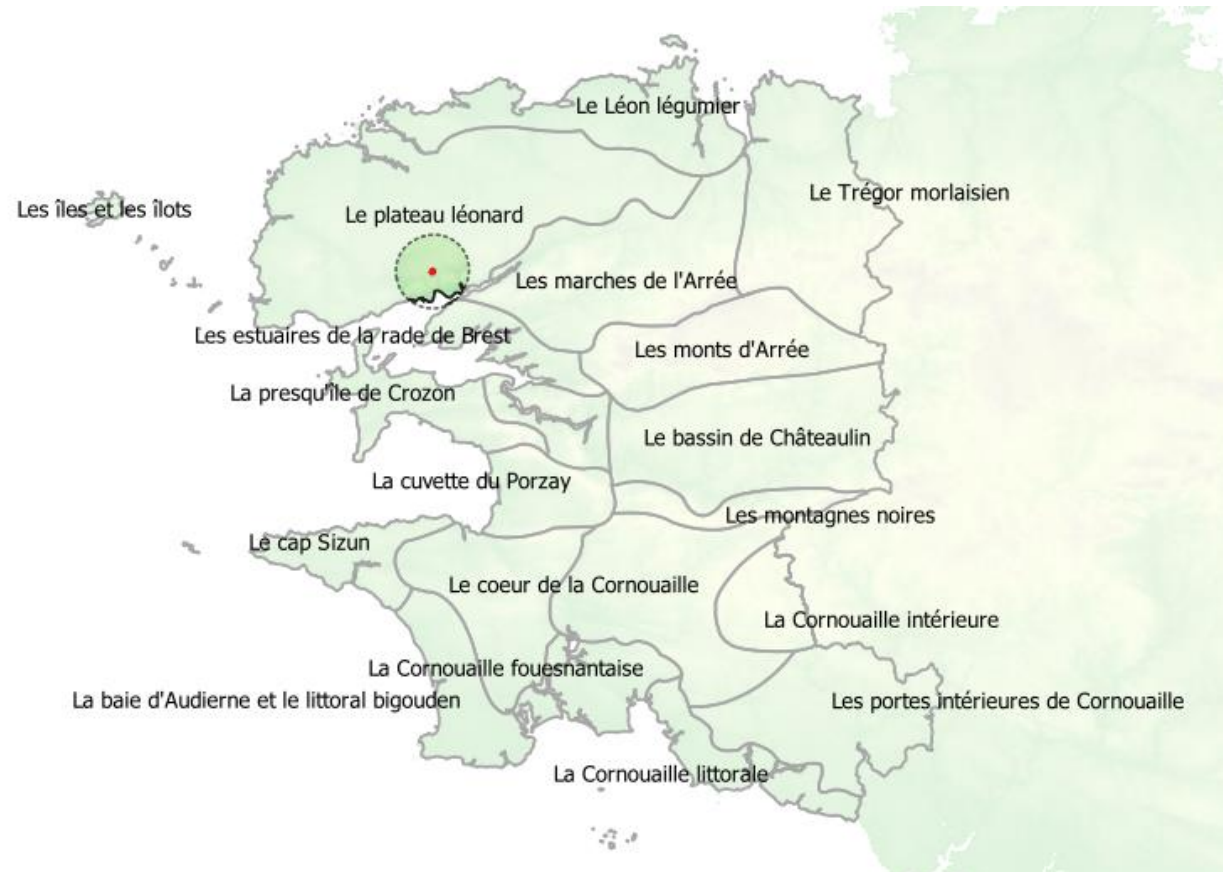 Le Léon légumier
Le Trégor morlaisien
Les îles et les îlots
Le plateau léonard
Les marches de l'Arrée
Les estuaires de la rade de Brest
Les monts d'Arrée
La presqu'île de Crozon
Le bassin de Châteaulin
La cuvette du Porzay
Les montagnes noires
Le cap Sizun
Le coeur de la Cornouaille
La Cornouaille intérieure
La Cornouaille fouesnantaise
La baie d'Audierne et le littoral bigouden
Les portes intérieures de Cornouaille
La Cornouaille littorale